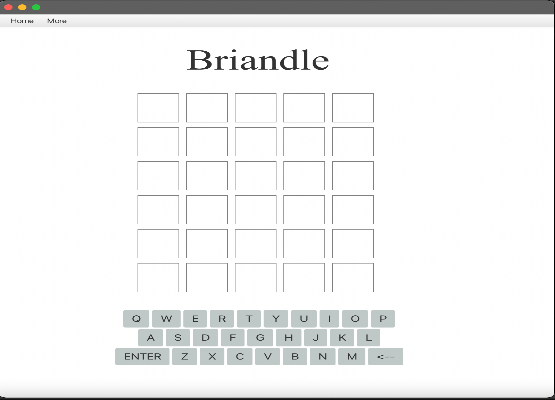 Home More
Briandle
Q W E R T Y U I O P
A S D F G H J K L
ENTER Z X C V B N M <--